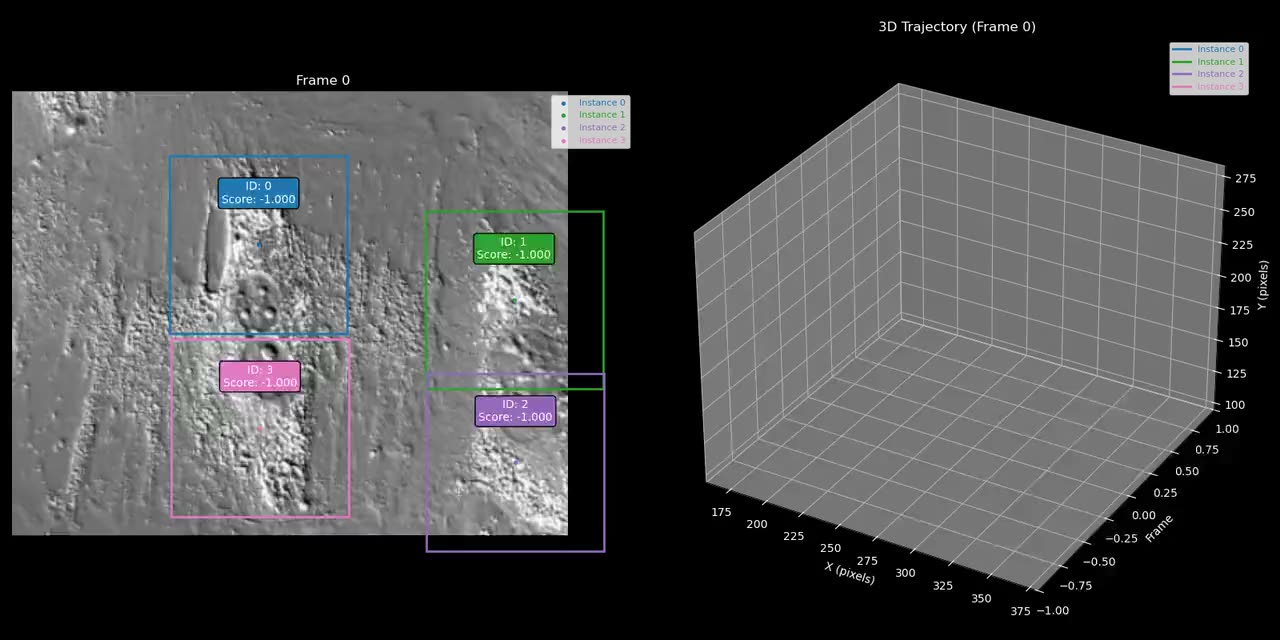 Frame 0
Instance 0
Instance 1
Instance 2
Instance 3
ID: 0
Score: -1.000
ID: 1
Score: -1.000
ID: 3
Score: -1.000
ID: 2
Score: -1.000
3D Trajectory (Frame 0)
Instance 0
Instance 1
Instance 2
Instance 3
275
250
225
200
175
150
125
100
Y (pixels)
1.00
0.75
0.50
0.25
0.00
−0.25
−0.50
−0.75
−1.00
Frame
175
200
225
250
275
300
325
350
375
X (pixels)